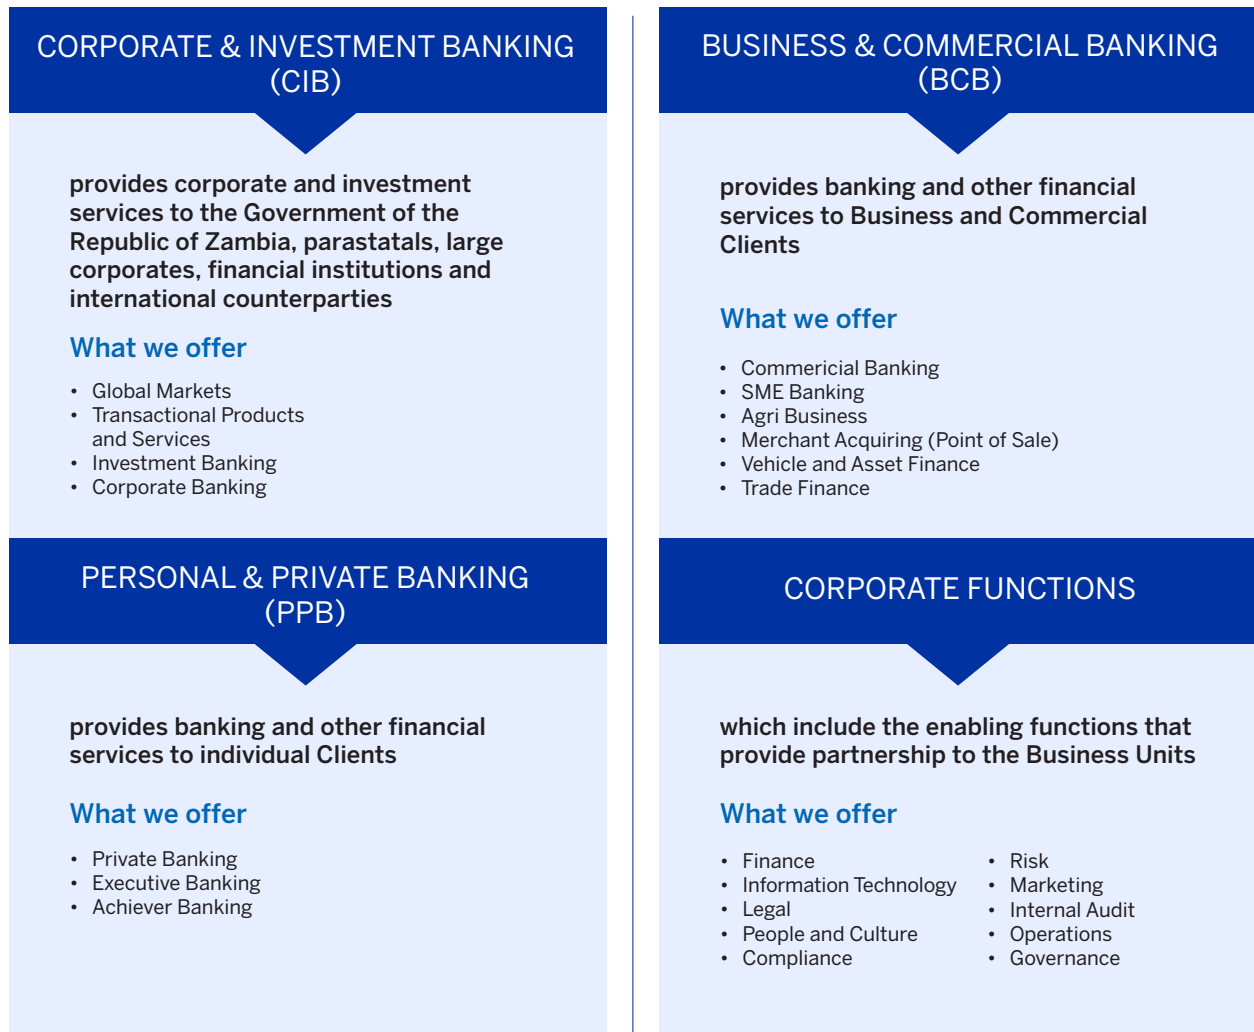 CORPORATE & INVESTMENT BANKING
(CIB)
provides corporate and investment
services to the Government of the
Republic of Zambia, parastatals, large
corporates, financial institutions and
international counterparties
What we offer
• Global Markets
• Transactional Products
and Services
• Investment Banking
• Corporate Banking
BUSINESS & COMMERCIAL BANKING
(BCB)
provides banking and other financial
services to Business and Commercial
Clients
What we offer
• Commericial Banking
• SME Banking
• Agri Business
• Merchant Acquiring (Point of Sale)
• Vehicle and Asset Finance
• Trade Finance
PERSONAL & PRIVATE BANKING
(PPB)
provides banking and other financial
services to individual Clients
What we offer
• Private Banking
• Executive Banking
• Achiever Banking
CORPORATE FUNCTIONS
which include the enabling functions that
provide partnership to the Business Units
What we offer
• Finance
• Information Technology
• Legal
• People and Culture
• Compliance
• Risk
• Marketing
• Internal Audit
• Operations
• Governance